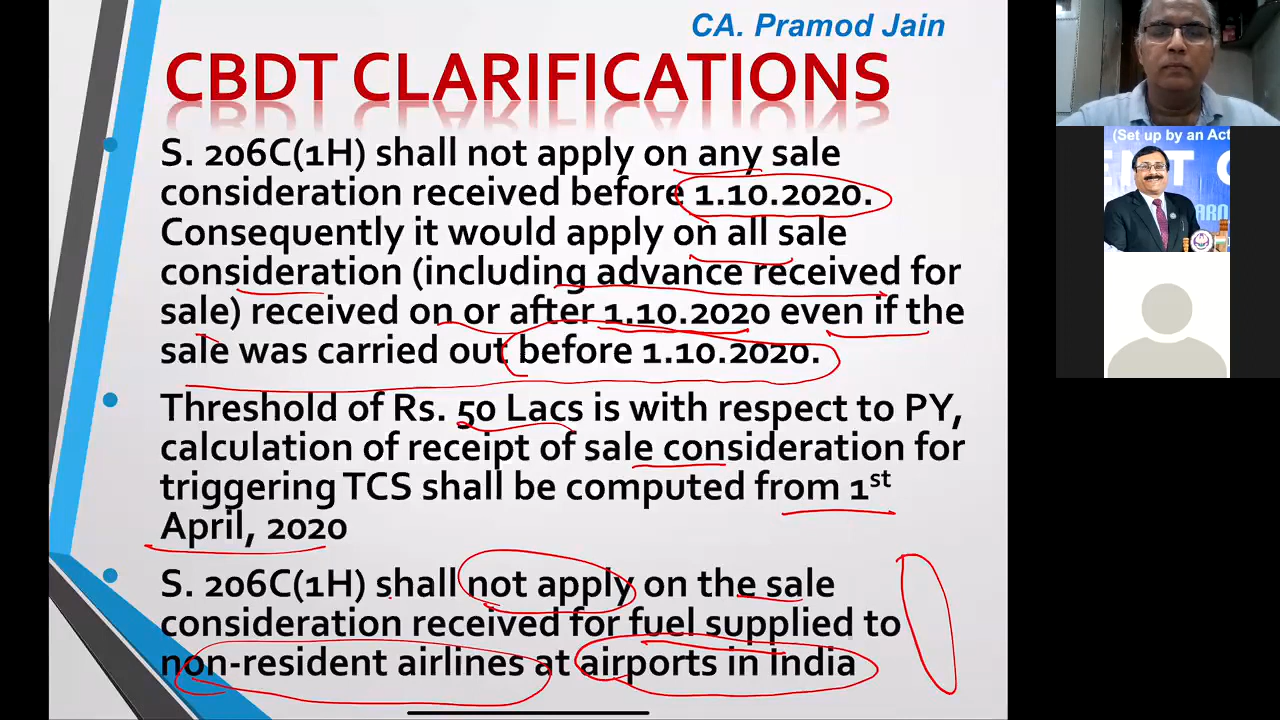 CA. Pramod Jain
CBDT CLARIFICATIONS
S. 206C(1H) shall not apply on any sale
consideration received before 1.10.2020.
Consequently it would apply on all sale
consideration (including advance received for
sale) received on or after 1.10.2020 even if the
sale was carried out before 1.10.2020.
Threshold of Rs. 50 Lacs is with respect to PY,
calculation of receipt of sale consideration for
triggering TCS shall be computed from 1st
April, 2020
S. 206C(1H) shall not apply on the sale
consideration received for fuel supplied to
non-resident airlines at airports in India
(Set up by an Act